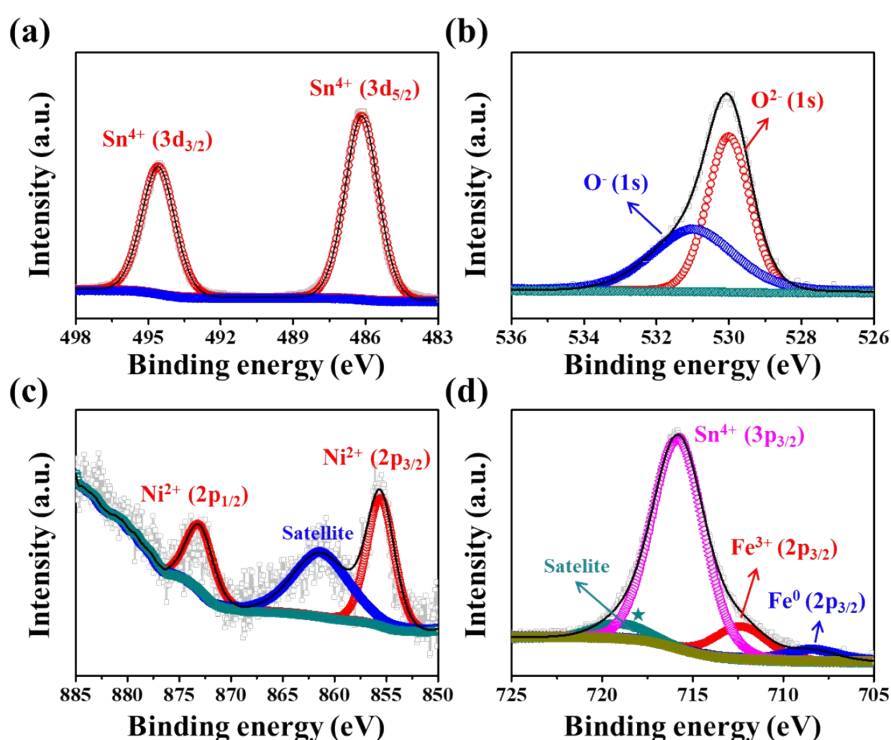 (a)
Sn⁴⁺ (3d₅/₂)
Sn⁴⁺ (3d₃/₂)
Intensity (a.u.)
498 495 492 489 486 483
Binding energy (eV)
(b)
O²⁻ (1s)
O⁻ (1s)
Intensity (a.u.)
536 534 532 530 528 526
Binding energy (eV)
(c)
Ni²⁺ (2p₃/₂)
Ni²⁺ (2p₁/₂)
Satellite
Intensity (a.u.)
885 880 875 870 865 860 855 850
Binding energy (eV)
(d)
Sn⁴⁺ (3p₃/₂)
Fe³⁺ (2p₃/₂)
Satelite
Fe⁰ (2p₃/₂)
Intensity (a.u.)
725 720 715 710 705
Binding energy (eV)